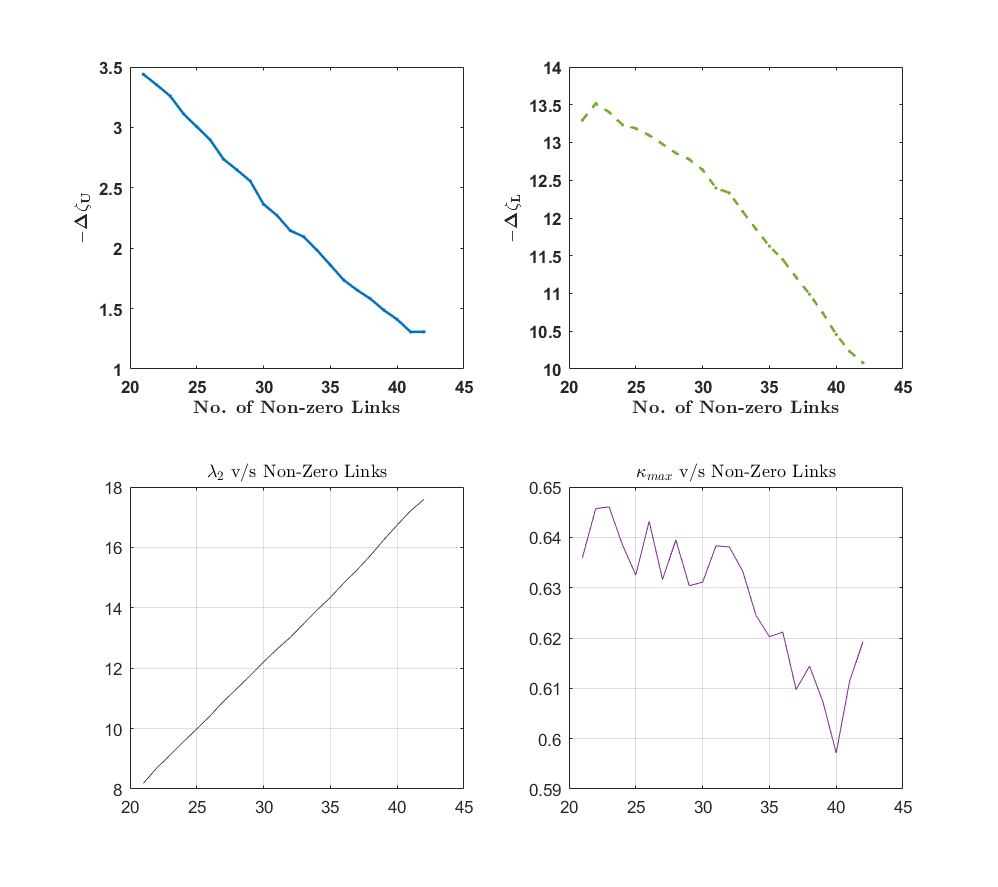 3.5
3
2.5
2
1.5
1
−Δζ_U
20 25 30 35 40 45
No. of Non-zero Links
14
13.5
13
12.5
12
11.5
11
10.5
10
−Δζ_L
20 25 30 35 40 45
No. of Non-zero Links
λ₂ v/s Non-Zero Links
18
16
14
12
10
8
20 25 30 35 40 45
κ_max v/s Non-Zero Links
0.65
0.64
0.63
0.62
0.61
0.6
0.59
20 25 30 35 40 45